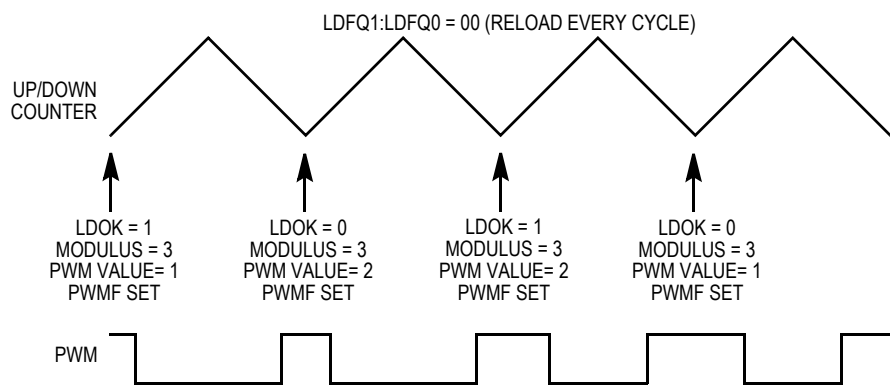 LDFQ1:LDFQ0 = 00 (RELOAD EVERY CYCLE)
UP/DOWN
COUNTER
LDOK = 1
MODULUS = 3
PWM VALUE= 1
PWMF SET
LDOK = 0
MODULUS = 3
PWM VALUE= 2
PWMF SET
LDOK = 1
MODULUS = 3
PWM VALUE= 2
PWMF SET
LDOK = 0
MODULUS = 3
PWM VALUE= 1
PWMF SET
PWM